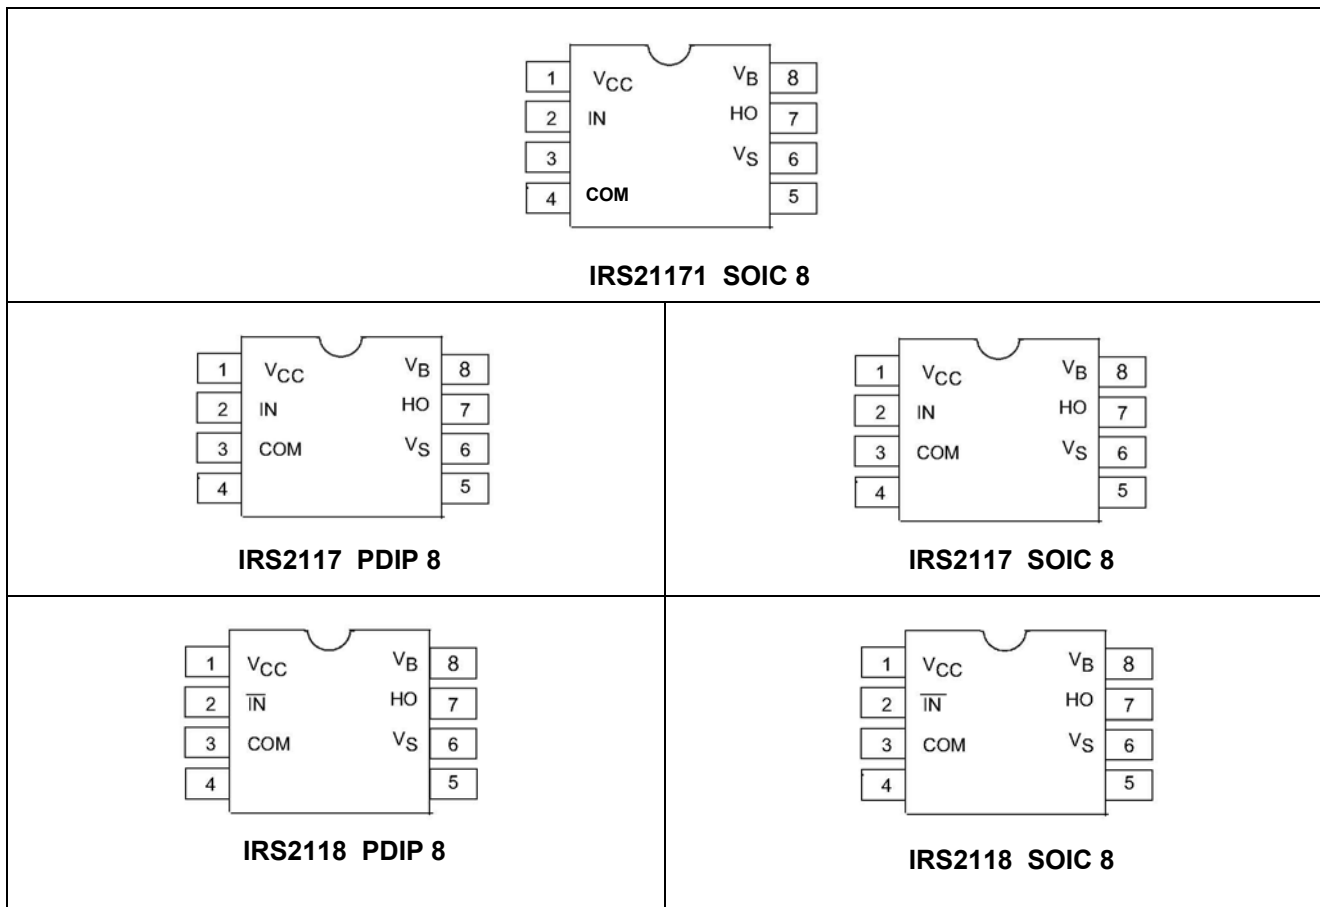 1 VCC VB 8
2 IN HO 7
3 VS 6
4 COM 5
IRS21171 SOIC 8
1 VCC VB 8
2 IN HO 7
3 COM VS 6
4 5
IRS2117 PDIP 8
1 VCC VB 8
2 IN HO 7
3 COM VS 6
4 5
IRS2117 SOIC 8
1 VCC VB 8
2 I̅N̅ HO 7
3 COM VS 6
4 5
IRS2118 PDIP 8
1 VCC VB 8
2 I̅N̅ HO 7
3 COM VS 6
4 5
IRS2118 SOIC 8